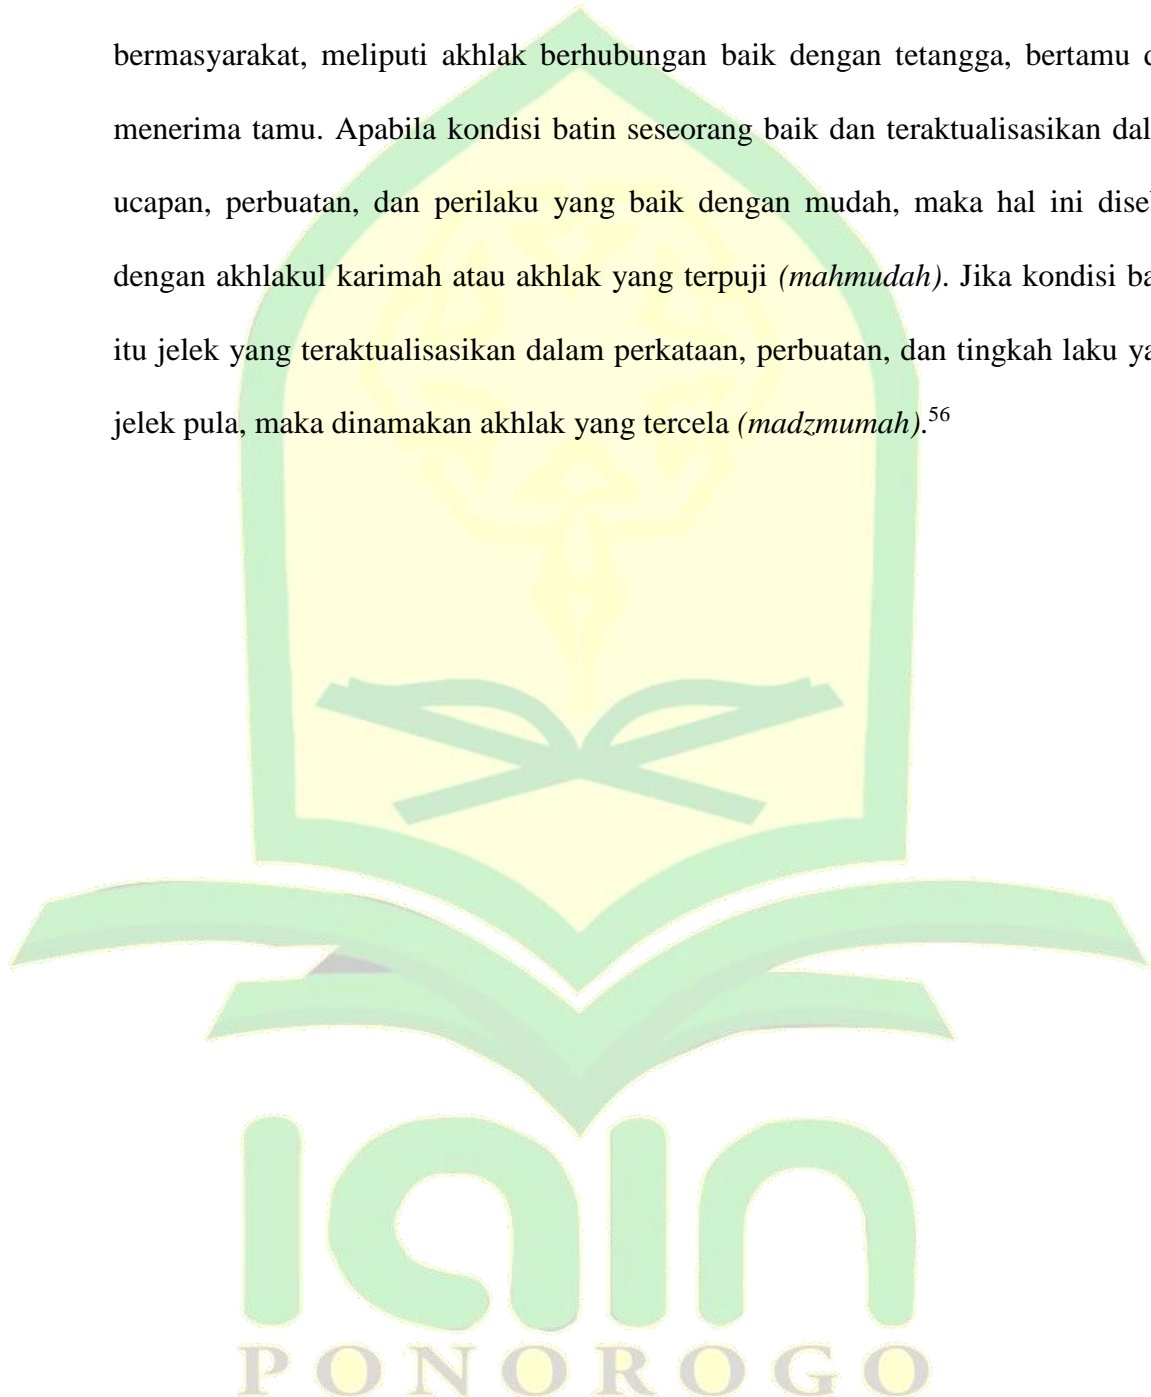 bermasyarakat, meliputi akhlak berhubungan baik dengan tetangga, bertamu
menerima tamu. Apabila kondisi batin seseorang baik dan teraktualisasikan
ucapan, perbuatan, dan perilaku yang baik dengan mudah, maka hal ini
dengan akhlakul karimah atau akhlak yang terpuji (mahmudah). Jika kondisi
itu jelek yang teraktualisasikan dalam perkataan, perbuatan, dan tingkah laku
jelek pula, maka dinamakan akhlak yang tercela (madzmumah).56
iain
PONOROGO